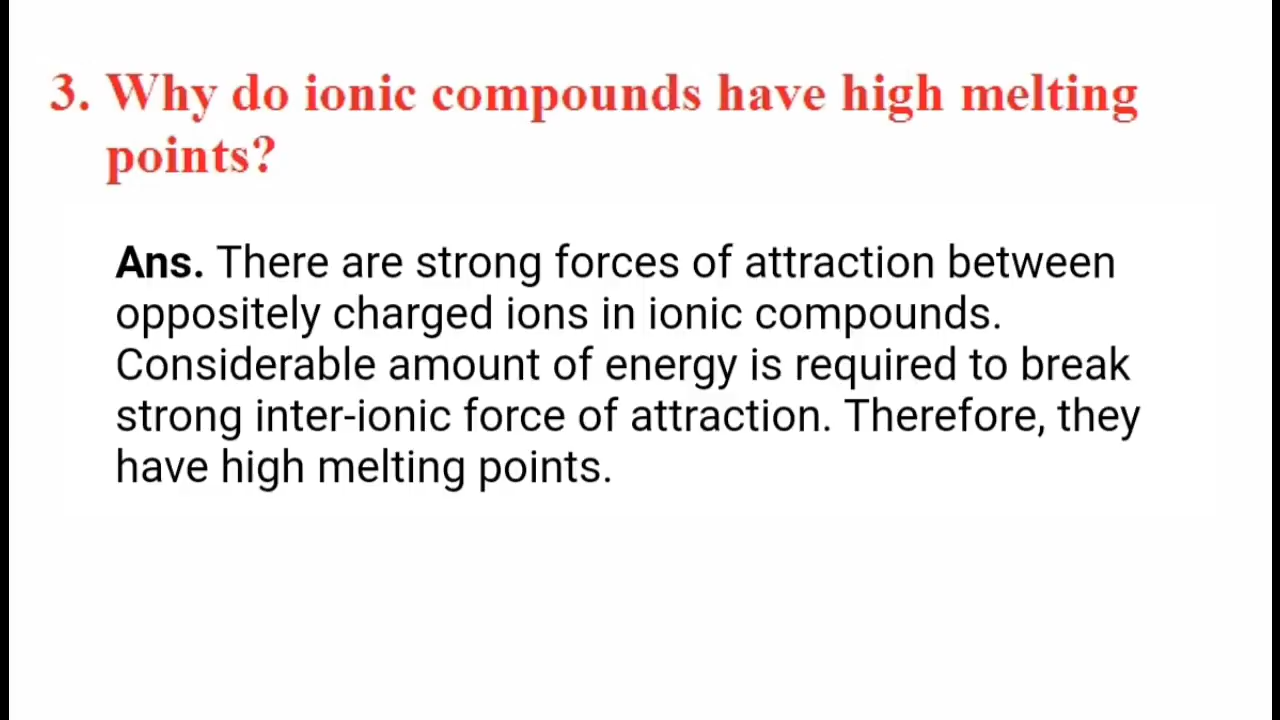 3. Why do ionic compounds have high melting
points?
Ans. There are strong forces of attraction between
oppositely charged ions in ionic compounds.
Considerable amount of energy is required to break
strong inter-ionic force of attraction. Therefore, they
have high melting points.